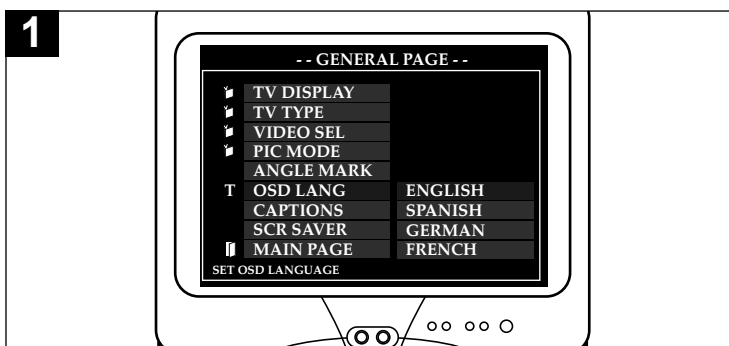 1
- - GENERAL PAGE - -
TV DISPLAY
TV TYPE
VIDEO SEL
PIC MODE
ANGLE MARK
T OSD LANG ENGLISH
CAPTIONS SPANISH
SCR SAVER GERMAN
MAIN PAGE FRENCH
SET OSD LANGUAGE